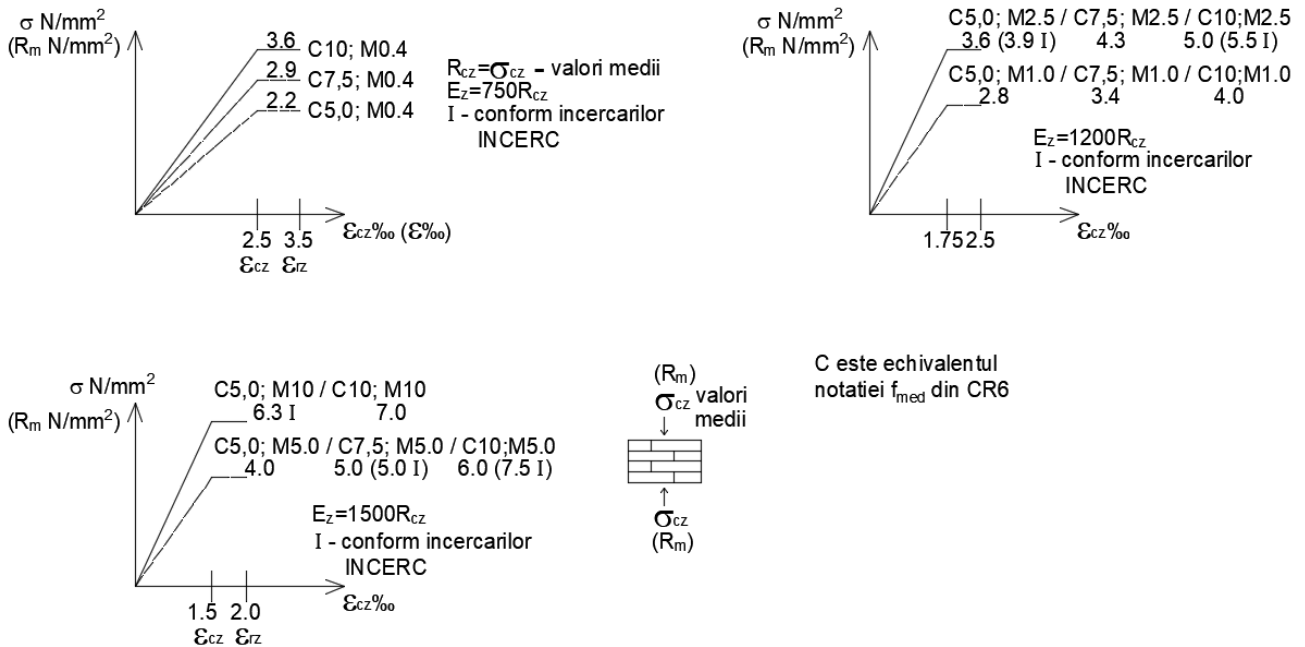 σ N/mm²
(Rm N/mm²)
3.6 C10; M0.4
2.9 C7,5; M0.4
2.2 C5,0; M0.4
Rcz=σcz - valori medii
Ez=750Rcz
I - conform incercarilor
INCERC
2.5 3.5
εcz‰ (ε‰)
εcz εrz
σ N/mm²
(Rm N/mm²)
C5,0; M2.5 / C7,5; M2.5 / C10;M2.5
3.6 (3.9 I) 4.3 5.0 (5.5 I)
C5,0; M1.0 / C7,5; M1.0 / C10;M1.0
2.8 3.4 4.0
Ez=1200Rcz
I - conform incercarilor
INCERC
1.75 2.5
εcz‰
σ N/mm²
(Rm N/mm²)
C5,0; M10 / C10; M10
6.3 I 7.0
C5,0; M5.0 / C7,5; M5.0 / C10;M5.0
4.0 5.0 (5.0 I) 6.0 (7.5 I)
Ez=1500Rcz
I - conform incercarilor
INCERC
1.5 2.0
εcz‰
εcz εrz
(Rm)
σcz valori
medii
σcz
(Rm)
C este echivalentul
notatiei fmed din CR6